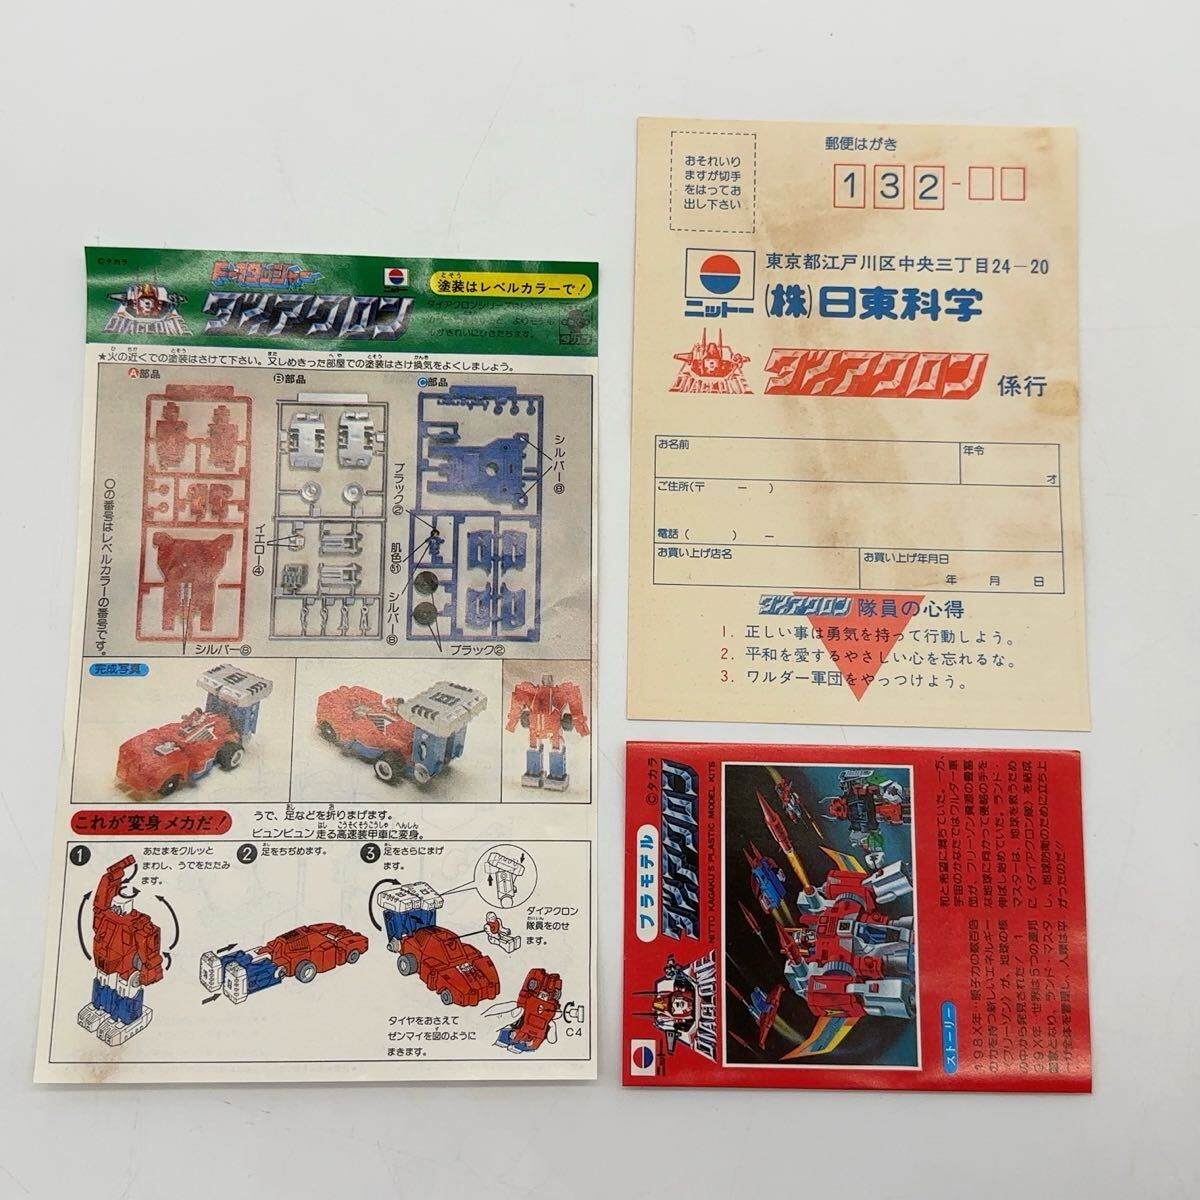 ©タカラ
DIACLONE
ダイアクロン
ニットー
とそう
塗装はレベルカラーで!
タカラ
★火の近くでの塗装はさけて下さい。又しめきった部屋での塗装はさけ換気をよくしましょう。
A部品
B部品
C部品
○の番号はレベルカラーの番号です。
シルバー⑧
イエロー④
ブラック②
肌色51
シルバー⑧
シルバー⑧
ブラック②
完成写真
これが変身メカだ!
うで、足などを折りまげます。
ビュンビュン走る高速装甲車に変身。
1
あたまをクルッと
まわし、うでをたたみ
ます。
2
足をちぢめます。
3
足をさらにまげ
ます。
ダイアクロン
隊員をのせ
ます。
タイヤをおさえて
ゼンマイを図のように
まきます。
C4
郵便はがき
おそれいり
ますが切手
をはってお
出し下さい
132-
ニットー
東京都江戸川区中央三丁目24-20
(株)日東科学
DIACLONE
ダイアクロン 係行
お名前
年令
才
ご住所(〒 - )
電話( ) -
お買い上げ店名
お買い上げ年月日
年 月 日
ダイアクロン 隊員の心得
1. 正しい事は勇気を持って行動しよう。
2. 平和を愛するやさしい心を忘れるな。
3. ワルダー軍団をやっつけよう。
©タカラ
プラモデル
ダイアクロン
NITTO KAGAKU'S PLASTIC MODEL KITS
DIACLONE
ニットー
ストーリー